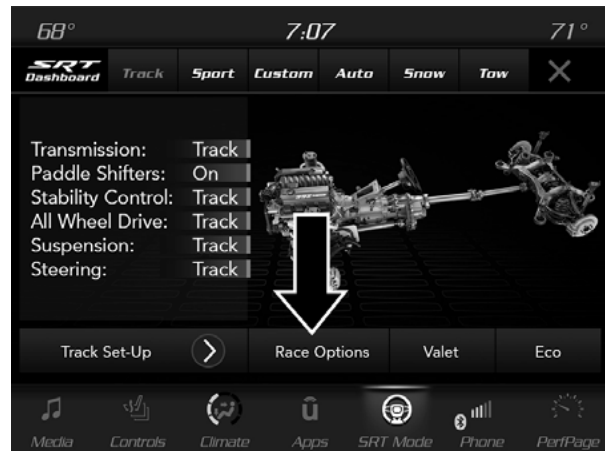 68° 7:07 71°
SRT Dashboard Track Sport Custom Auto Snow Tow
Transmission: Track
Paddle Shifters: On
Stability Control: Track
All Wheel Drive: Track
Suspension: Track
Steering: Track
Track Set-Up Race Options Valet Eco
Media Controls Climate Apps SRT Mode Phone PerfPage